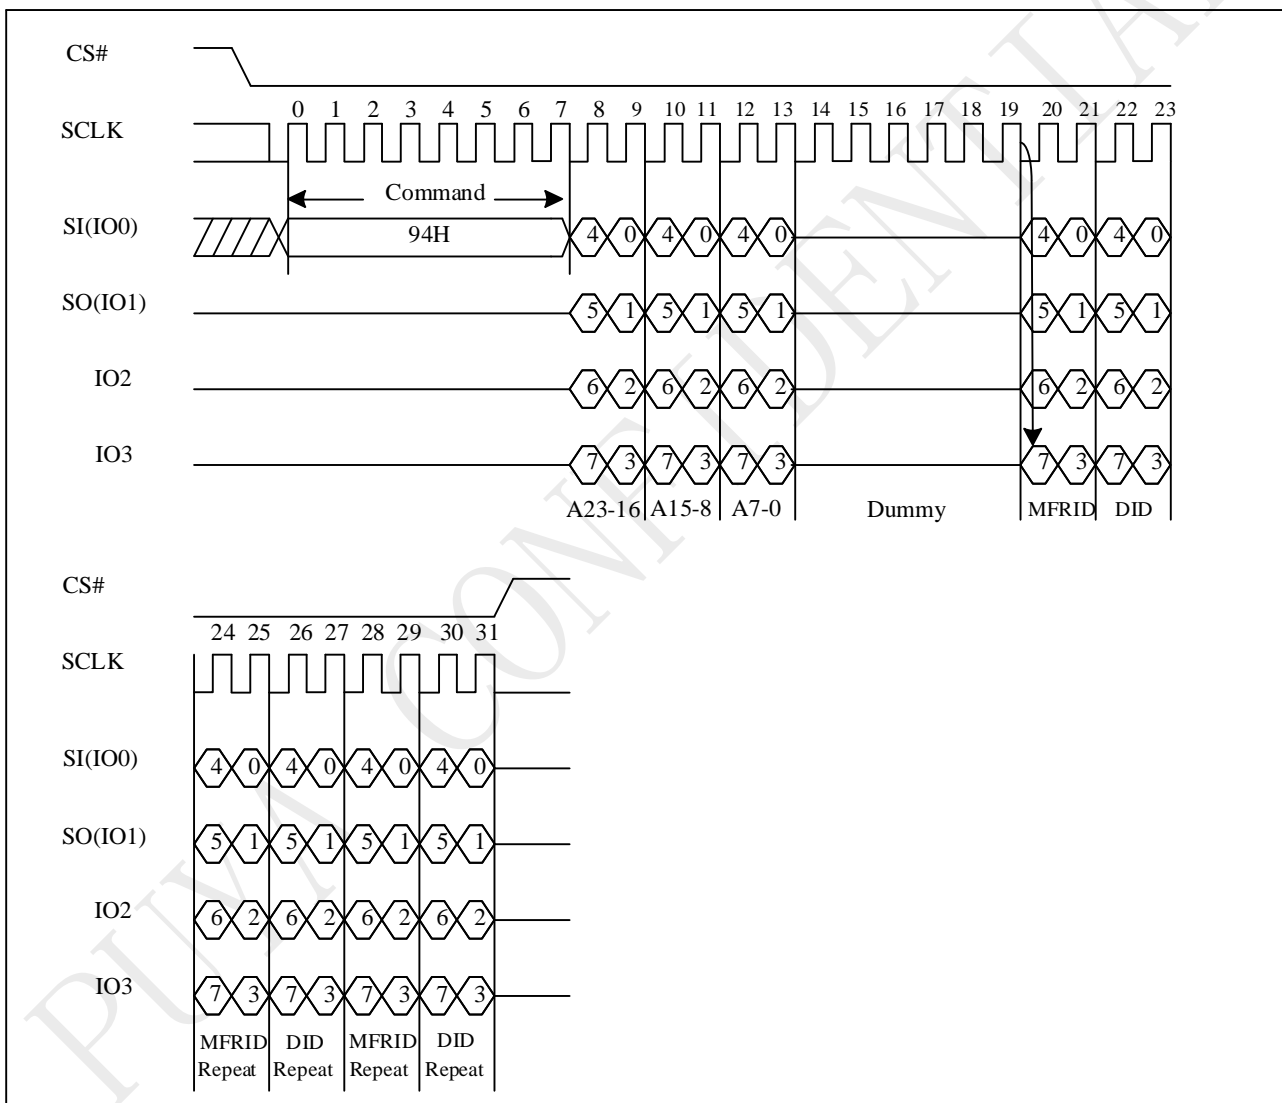 CS#
0 1 2 3 4 5 6 7 8 9 10 11 12 13 14 15 16 17 18 19 20 21 22 23
SCLK
Command
SI(IO0) 94H 4 0 4 0 4 0 4 0 4 0
SO(IO1) 5 1 5 1 5 1 5 1 5 1
IO2 6 2 6 2 6 2 6 2 6 2
IO3 7 3 7 3 7 3 7 3 7 3
A23-16 A15-8 A7-0 Dummy MFRID DID
CS#
24 25 26 27 28 29 30 31
SCLK
SI(IO0) 4 0 4 0 4 0 4 0
SO(IO1) 5 1 5 1 5 1 5 1
IO2 6 2 6 2 6 2 6 2
IO3 7 3 7 3 7 3 7 3
MFRID DID MFRID DID
Repeat Repeat Repeat Repeat
PUYA CONFIDENTIAL